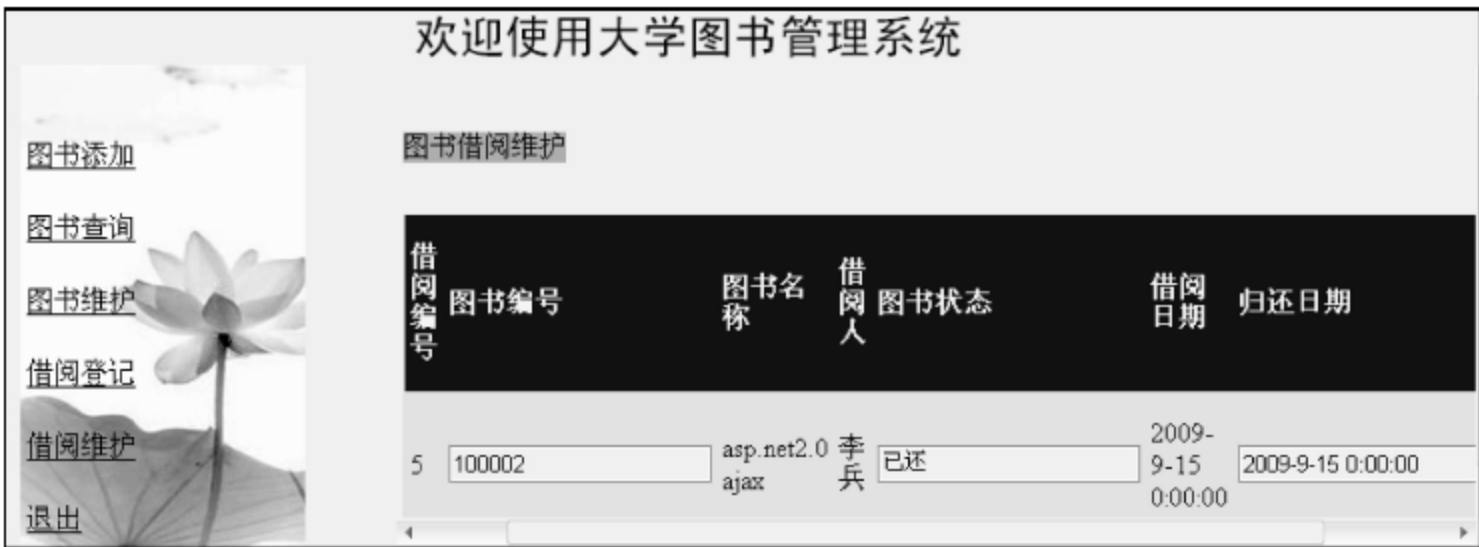 欢迎使用大学图书管理系统
图书添加
图书查询
图书维护
借阅登记
借阅维护
退出
图书借阅维护
借
阅
编
号
图书编号
图书名
称
借
阅
人
图书状态
借阅
日期
归还日期
5
100002
asp.net2.0
ajax
李
兵
已还
2009-
9-15
0:00:00
2009-9-15 0:00:00